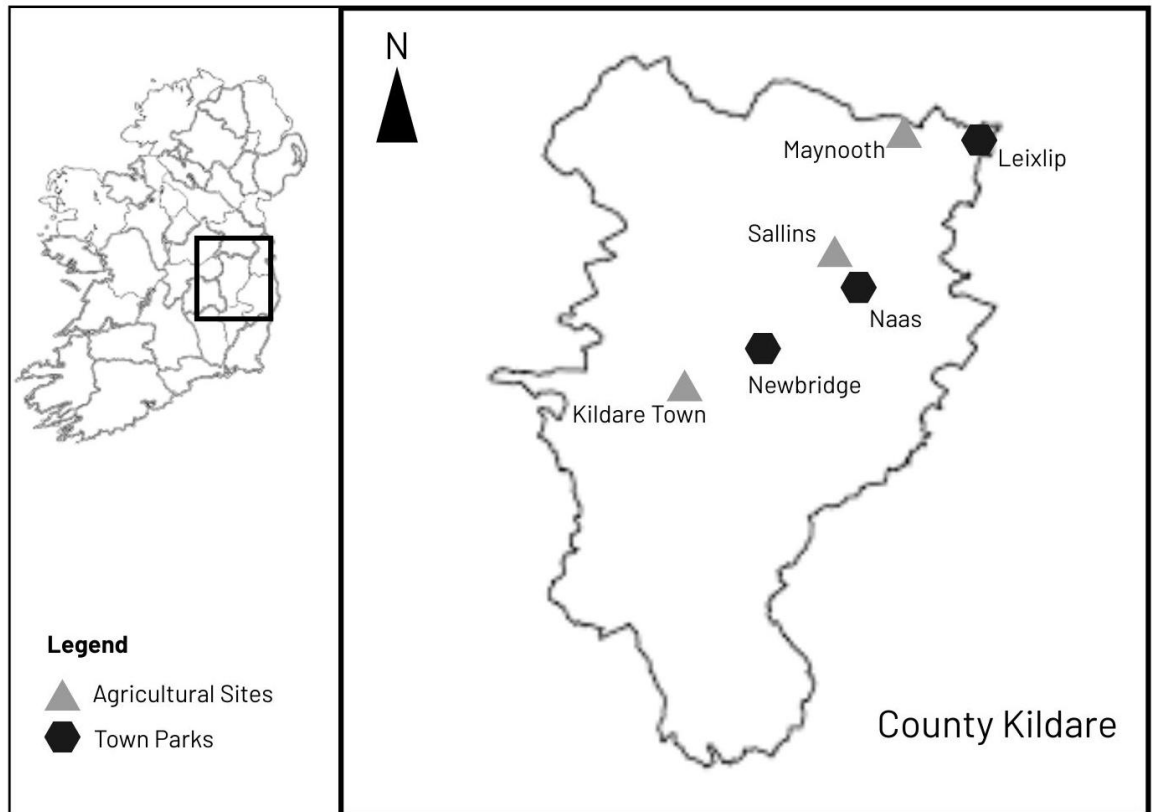 N
Maynooth
Leixlip
Sallins
Naas
Newbridge
Kildare Town
Legend
Agricultural Sites
Town Parks
County Kildare